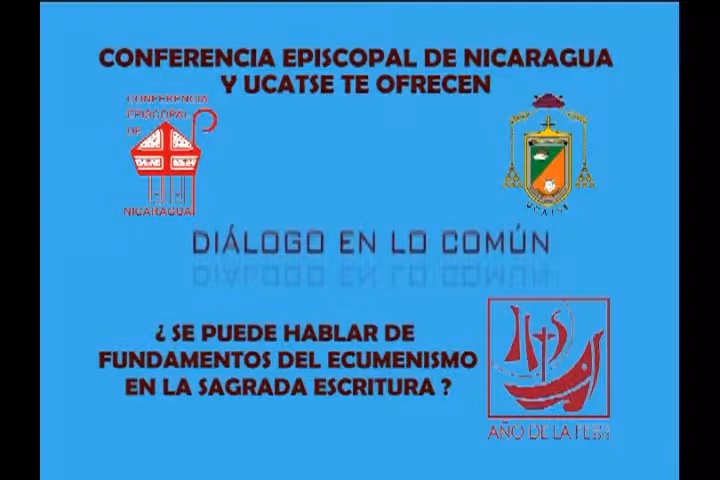 CONFERENCIA EPISCOPAL DE NICARAGUA
Y UCATSE TE OFRECEN
CONFERENCIA
EPISCOPAL
DE
NICARAGUA
UCATSE
DIÁLOGO EN LO COMÚN
¿ SE PUEDE HABLAR DE
FUNDAMENTOS DEL ECUMENISMO
EN LA SAGRADA ESCRITURA ?
AÑO DE LA